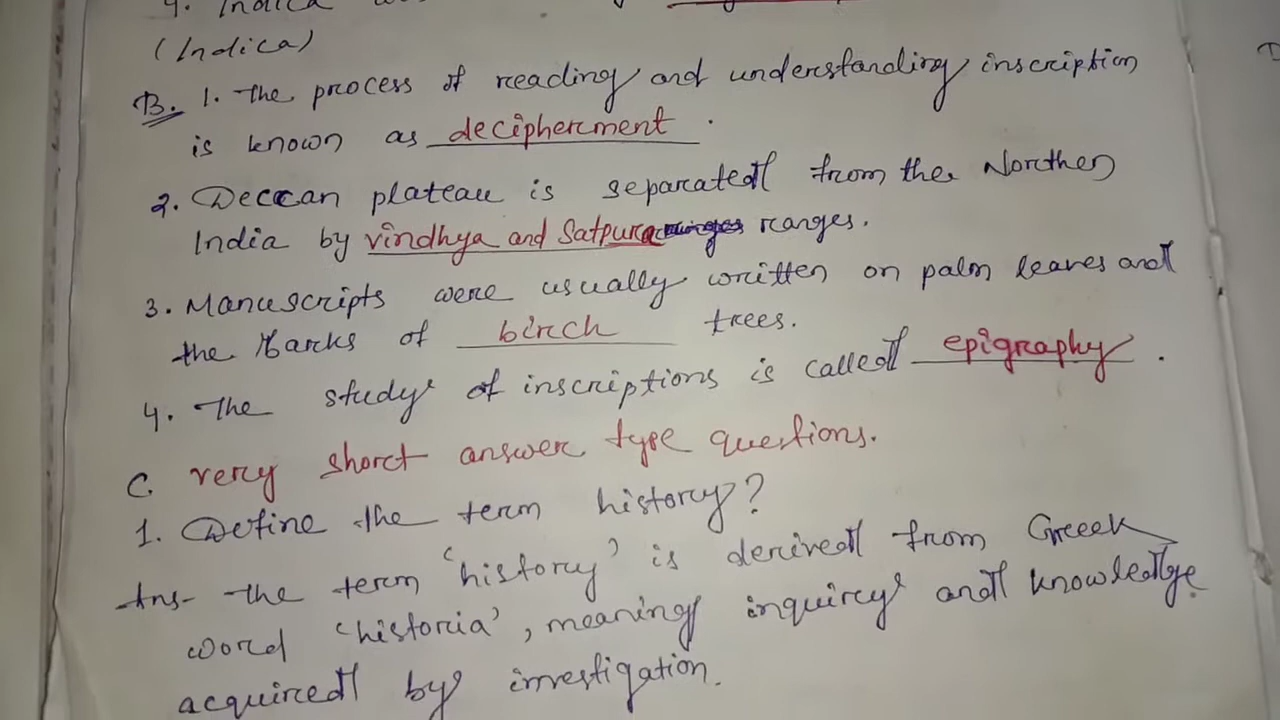 4. Indica
(Indica)
B. 1. The process of reading and understanding inscription
is known as decipherment.
2. Deccan plateau is separated from the Northen
India by vindhya and Satpura ranges.
3. Manuscripts were usually written on palm leaves and
the barks of birch trees.
4. The study of inscriptions is called epigraphy.
C. very short answer type questions.
1. Define the term history?
Ans- the term 'history' is derived from Greek
word 'historia', meaning inquiry and knowledge
acquired by investigation.